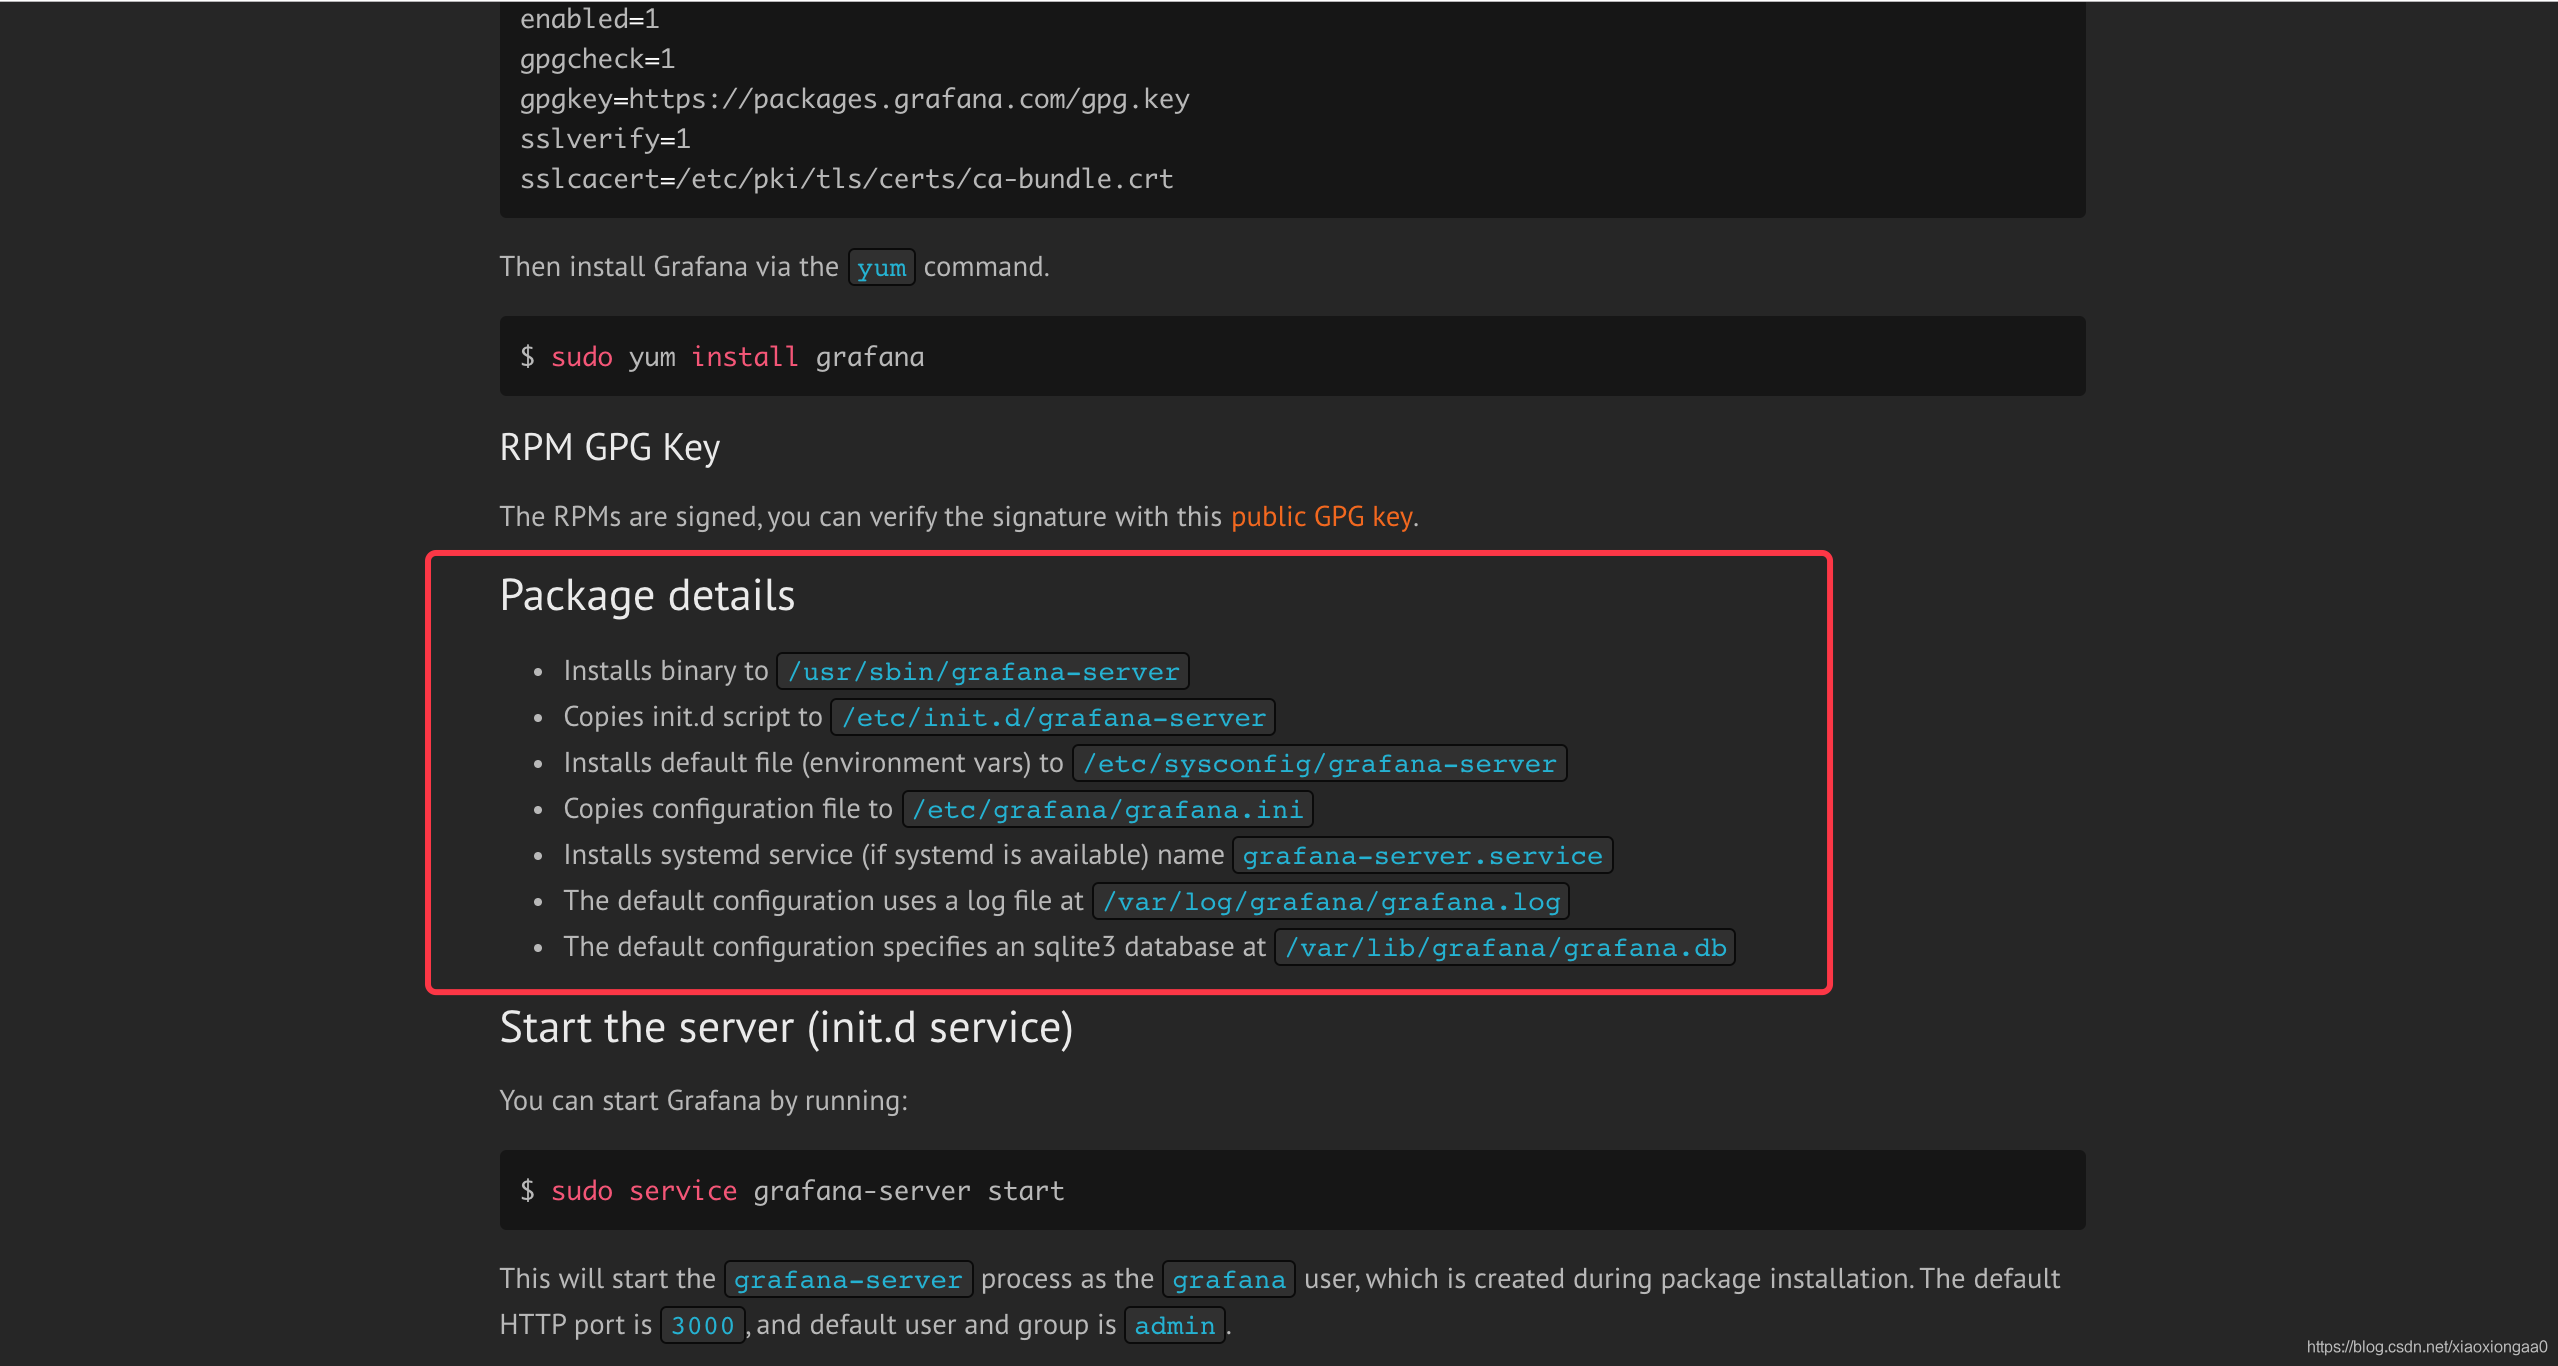 enabled=1
gpgcheck=1
gpgkey=https://packages.grafana.com/gpg.key
sslverify=1
sslcacert=/etc/pki/tls/certs/ca-bundle.crt
Then install Grafana via the yum command.
$ sudo yum install grafana
RPM GPG Key
The RPMs are signed, you can verify the signature with this public GPG key.
Package details
• Installs binary to /usr/sbin/grafana-server
• Copies init.d script to /etc/init.d/grafana-server
• Installs default file (environment vars) to /etc/sysconfig/grafana-server
• Copies configuration file to /etc/grafana/grafana.ini
• Installs systemd service (if systemd is available) name grafana-server.service
• The default configuration uses a log file at /var/log/grafana/grafana.log
• The default configuration specifies an sqlite3 database at /var/lib/grafana/grafana.db
Start the server (init.d service)
You can start Grafana by running:
$ sudo service grafana-server start
This will start the grafana-server process as the grafana user, which is created during package installation. The default
HTTP port is 3000, and default user and group is admin.
https://blog.csdn.net/xiaoxiongaa0